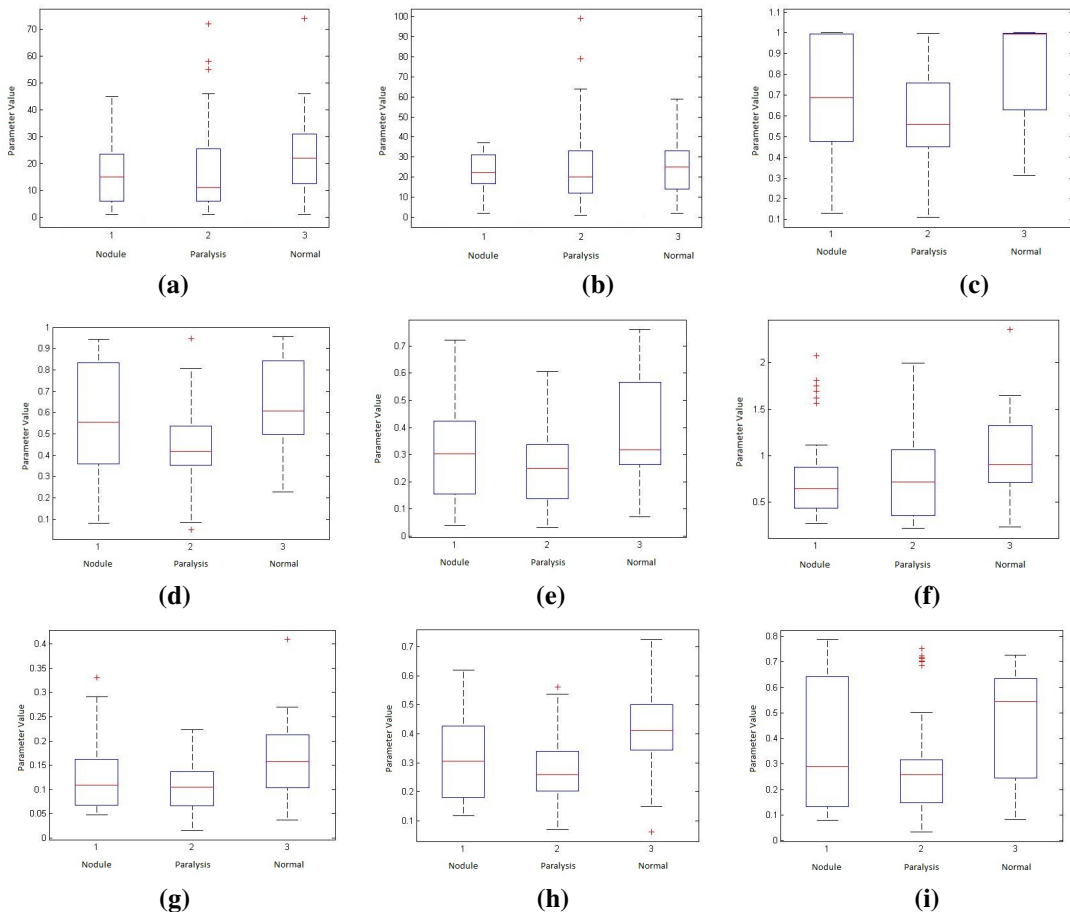 70
60
50
40
30
20
10
0
Parameter Value
1 2 3
Nodule Paralysis Normal
(a)
100
90
80
70
60
50
40
30
20
10
0
Parameter Value
1 2 3
Nodule Paralysis Normal
(b)
1.1
1
0.9
0.8
0.7
0.6
0.5
0.4
0.3
0.2
0.1
Parameter Value
1 2 3
Nodule Paralysis Normal
(c)
1
0.9
0.8
0.7
0.6
0.5
0.4
0.3
0.2
0.1
Parameter Value
1 2 3
Nodule Paralysis Normal
(d)
0.7
0.6
0.5
0.4
0.3
0.2
0.1
0
Parameter Value
1 2 3
Nodule Paralysis Normal
(e)
2
1.5
1
0.5
Parameter Value
1 2 3
Nodule Paralysis Normal
(f)
0.4
0.35
0.3
0.25
0.2
0.15
0.1
0.05
0
Parameter Value
1 2 3
Nodule Paralysis Normal
(g)
0.7
0.6
0.5
0.4
0.3
0.2
0.1
Parameter Value
1 2 3
Nodule Paralysis Normal
(h)
0.8
0.7
0.6
0.5
0.4
0.3
0.2
0.1
0
Parameter Value
1 2 3
Nodule Paralysis Normal
(i)